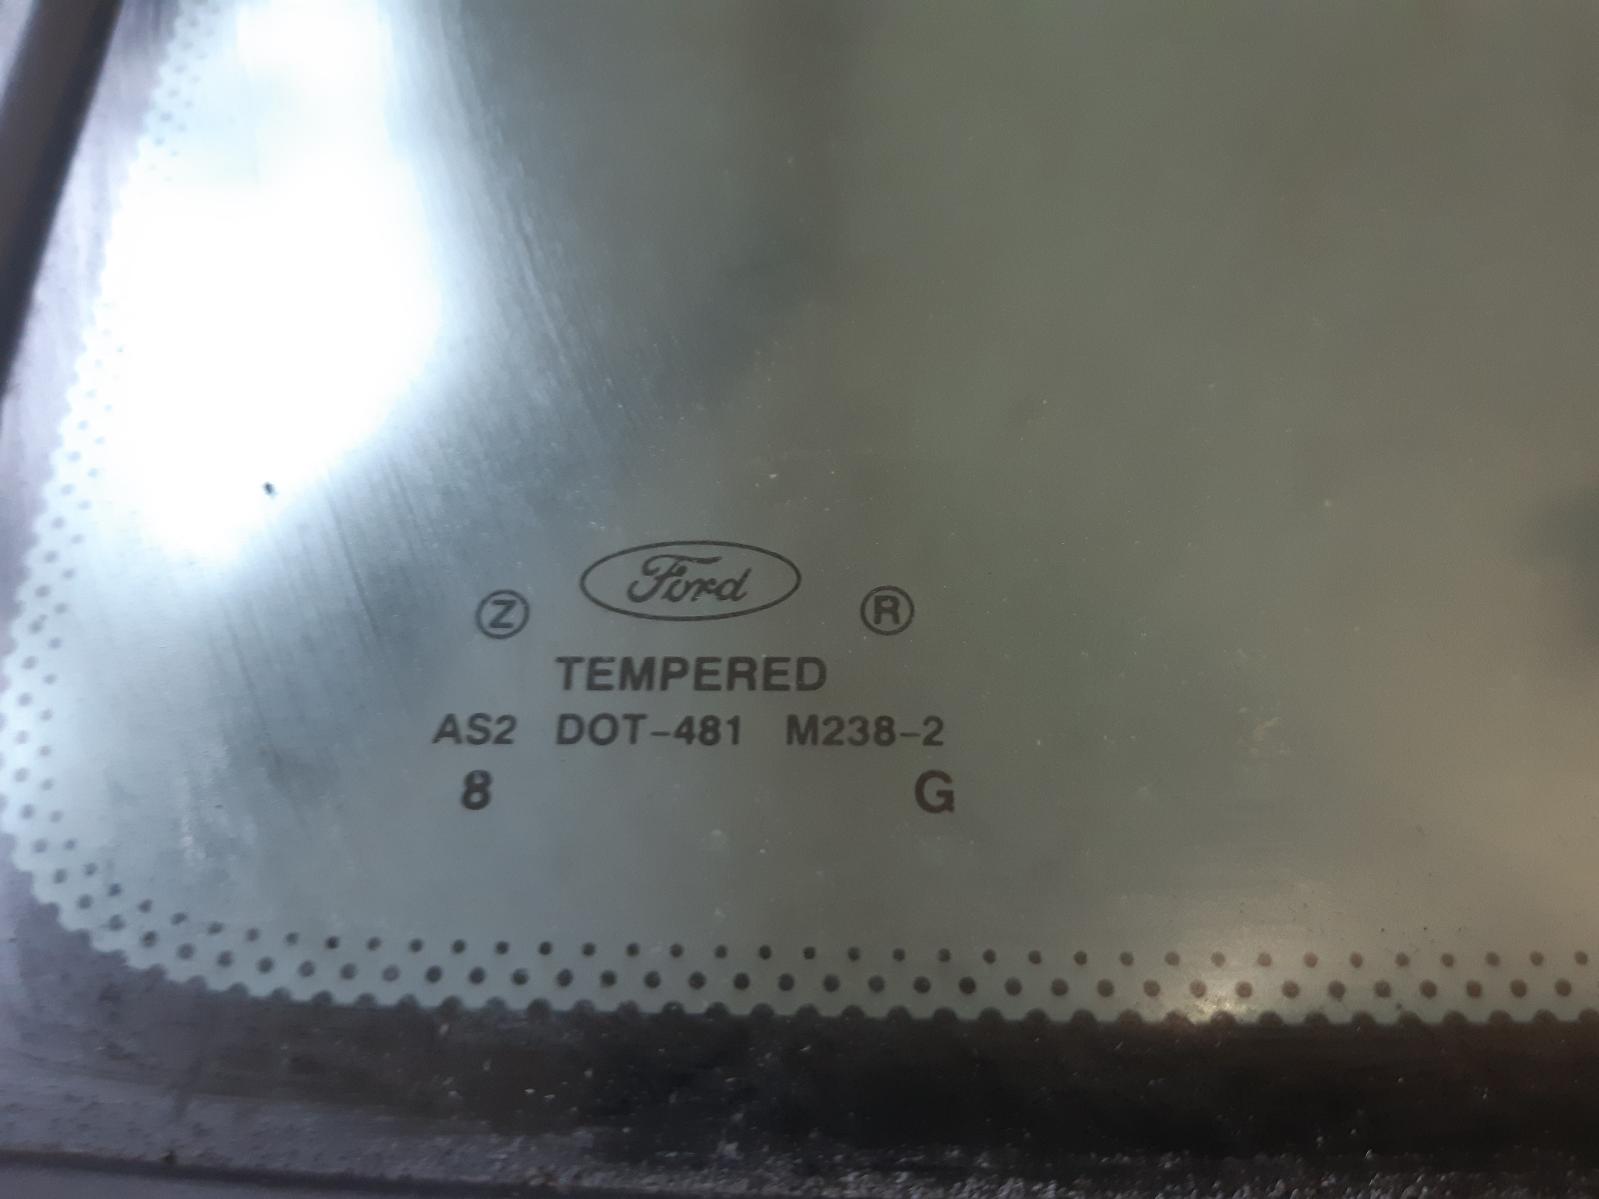 Z Ford R
TEMPERED
AS2 DOT-481 M238-2
8 G